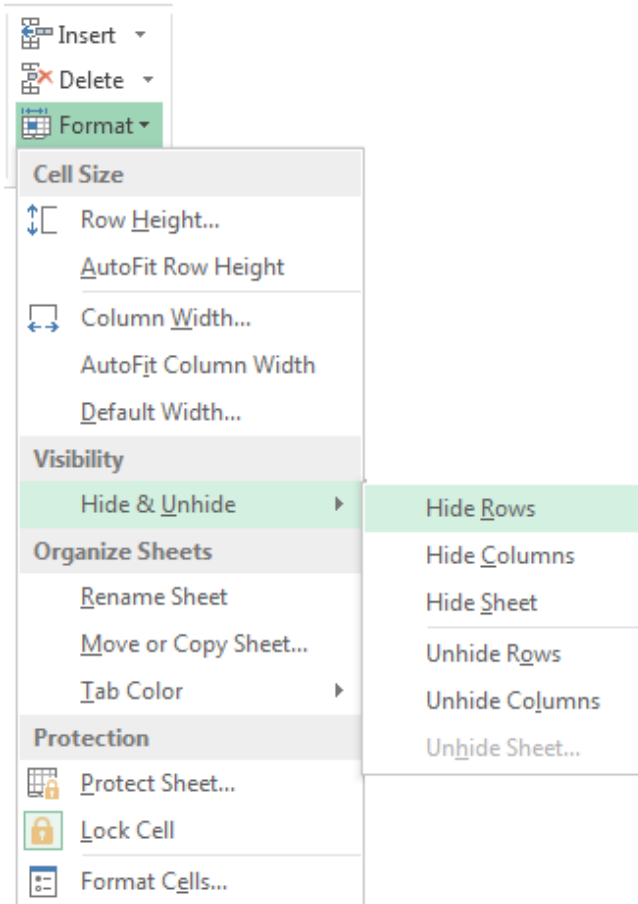 Insert
Delete
Format
Cell Size
Row Height...
AutoFit Row Height
Column Width...
AutoFit Column Width
Default Width...
Visibility
Hide & Unhide
Hide Rows
Hide Columns
Hide Sheet
Unhide Rows
Unhide Columns
Unhide Sheet...
Organize Sheets
Rename Sheet
Move or Copy Sheet...
Tab Color
Protection
Protect Sheet...
Lock Cell
Format Cells...